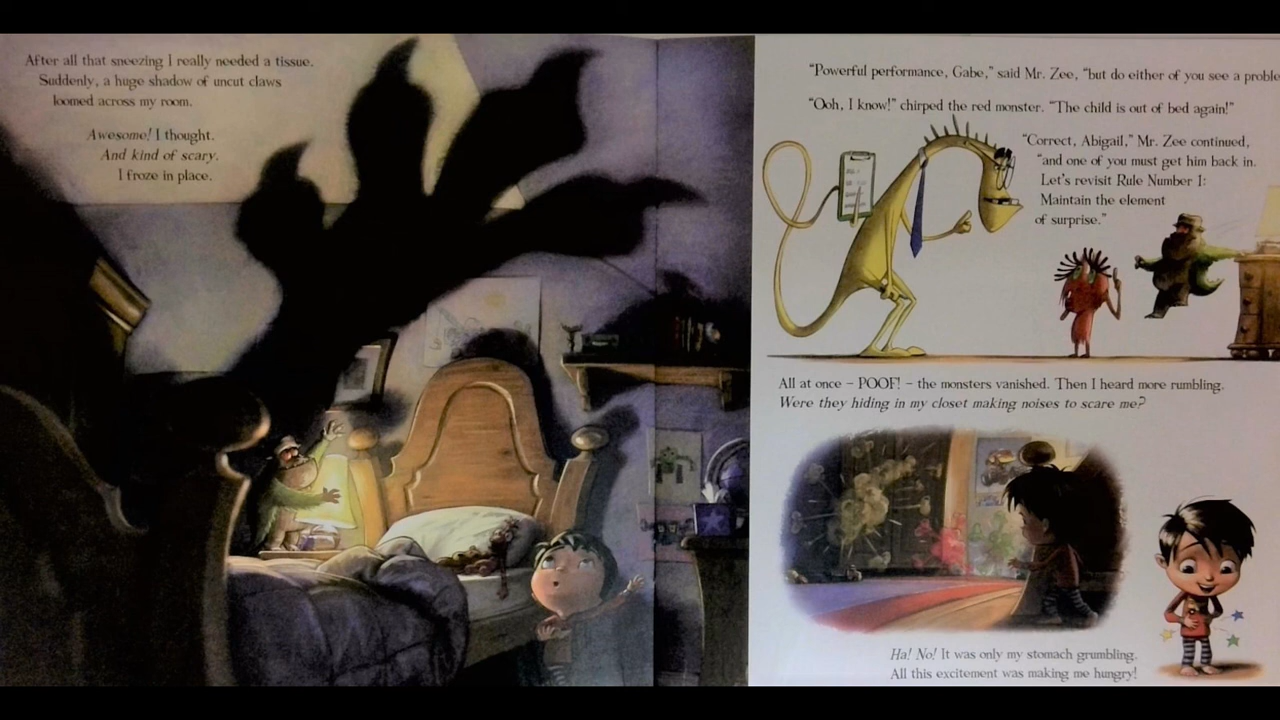 After all that sneezing I really needed a tissue.
Suddenly, a huge shadow of uncut claws
loomed across my room.
Awesome! I thought.
And kind of scary.
I froze in place.
“Powerful performance, Gabe,” said Mr. Zee, “but do either of you see a proble
“Ooh, I know!” chirped the red monster. “The child is out of bed again!”
“Correct, Abigail,” Mr. Zee continued,
“and one of you must get him back in.
Let’s revisit Rule Number 1:
Maintain the element
of surprise.”
All at once – POOF! – the monsters vanished. Then I heard more rumbling.
Were they hiding in my closet making noises to scare me?
Ha! No! It was only my stomach grumbling.
All this excitement was making me hungry!